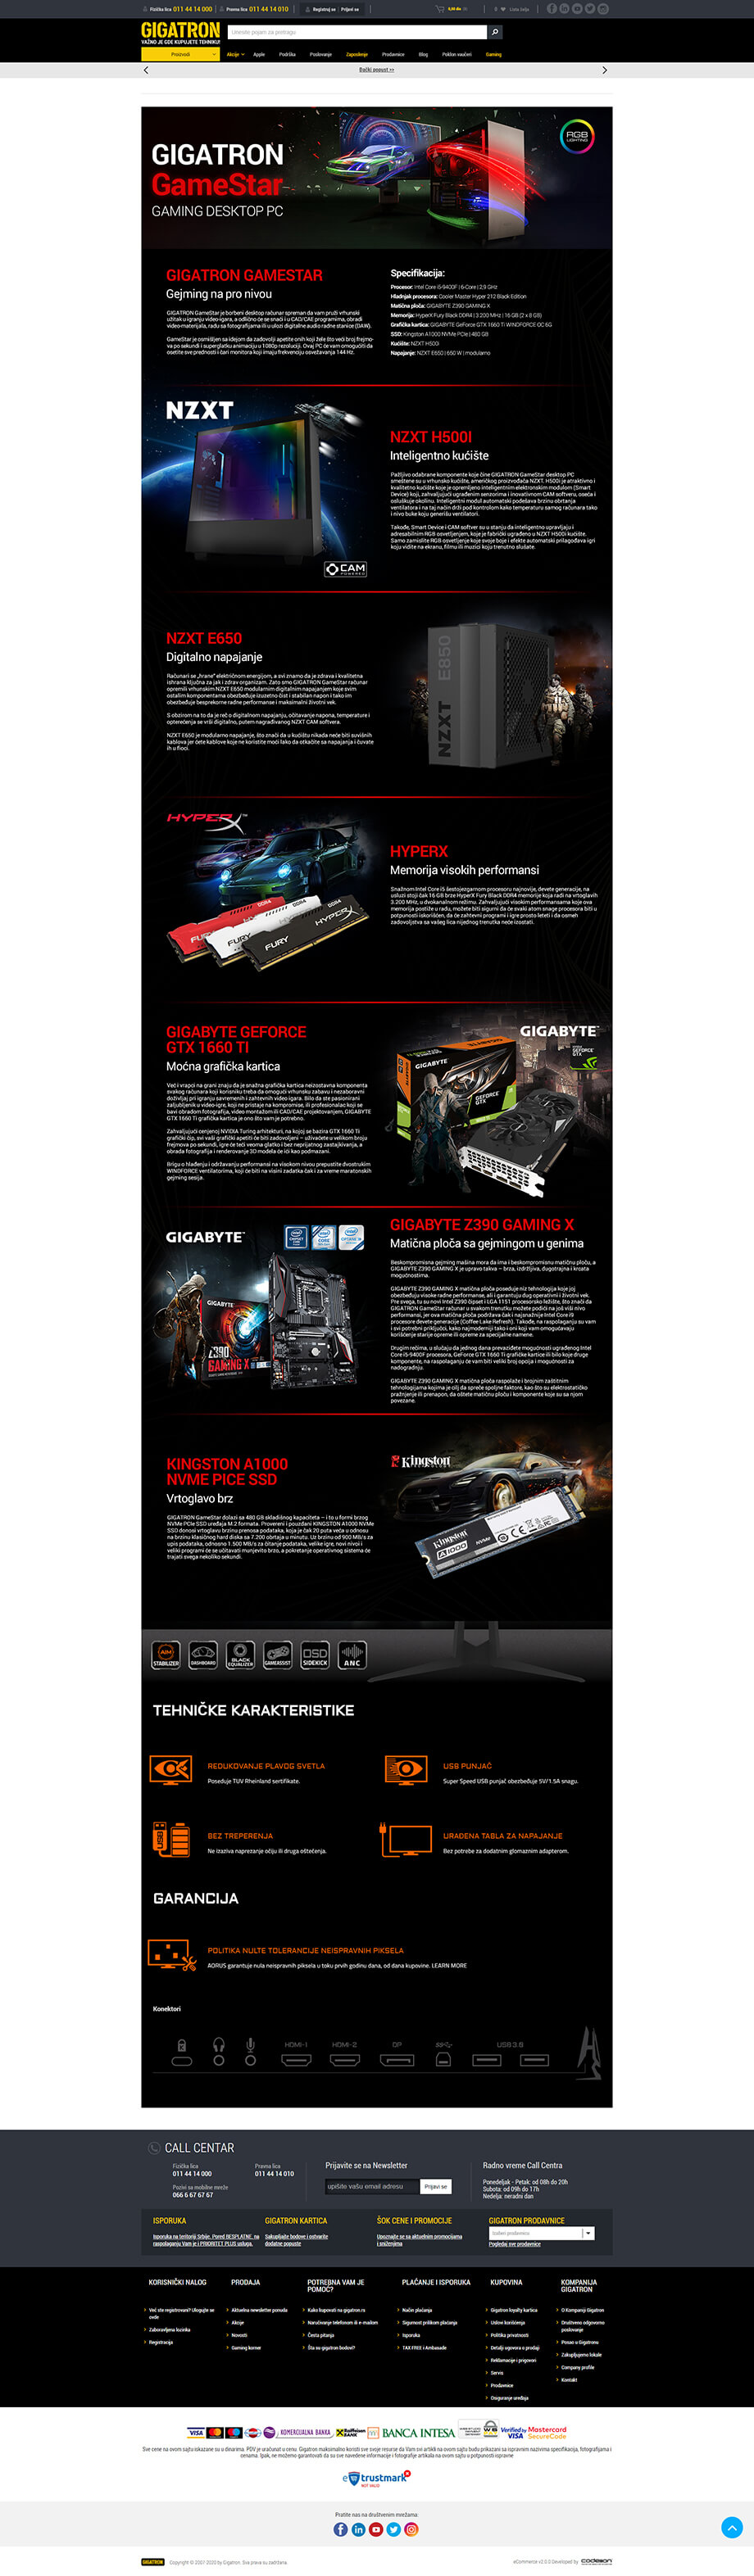 Fizička lica 011 44 14 000
Pravna lica 011 44 14 010
Registruj se | Prijavi se
0,00 din
Lista želja
GIGATRON
VAŽNO JE GDE KUPUJETE TEHNIKU!
Unesite pojam za pretragu
Proizvodi
Akcije
Apple
Podrška
Poslovanje
Zaposlenje
Prodavnice
Blog
Poklon vaučeri
Gaming
Đački popust >>
GIGATRON
GameStar
GAMING DESKTOP PC
RGB
LIGHTING
GIGATRON GAMESTAR
Gejming na pro nivou
GIGATRON GameStar je borbeni desktop računar spreman da vam pruži vrhunski
užitak u igranju video igara, a odlično će se snaći i u CAD/CAE programima, obradi
video-materijala, radu sa fotografijama ili u ulozi digitalne audio radne stanice (DAW).
GameStar je osmišljen sa idejom da zadovolji apetite onih koji žele što veći broj frejmo-
va po sekundi i superglatku animaciju u 1080p rezoluciji. Ovaj PC će vam omogućiti da
osetite sve prednosti i čari monitora koji imaju frekvenciju osvežavanja 144 Hz.
Specifikacija:
Procesor: Intel Core i5-9400F | 6-Core | 2,9 GHz
Hladnjak procesora: Cooler Master Hyper 212 Black Edition
Matična ploča: GIGABYTE Z390 GAMING X
Memorija: HyperX Fury Black DDR4 | 3 200 MHz | 16 GB (2 x 8 GB)
Grafička kartica: GIGABYTE GeForce GTX 1660 Ti WINDFORCE OC 6G
SSD: Kingston A1000 NVMe PCIe | 480 GB
Kućište: NZXT H500i
Napajanje: NZXT E650 | 650 W | modularno
NZXT
CAM
POWERED
NZXT H500I
Inteligentno kućište
Pažljivo odabrane komponente koje čine GIGATRON GameStar desktop PC
smeštene su u vrhunsko kućište, američkog proizvođača NZXT. H500i je atraktivno i
kvalitetno kućište koje je opremljeno inteligentnim elektronskim modulom (Smart
Device) koji, zahvaljujući ugrađenim senzorima i inovativnom CAM softveru, oseća i
osluškuje okolinu. Inteligentni modul automatski podešava brzinu obrtanja
ventilatora i na taj način drži pod kontrolom kako temperaturu samog računara tako
i nivo buke koju generišu ventilatori.
Takođe, Smart Device i CAM softver su u stanju da inteligentno upravljaju i
adresabilnim RGB osvetljenjem, koje je fabrički ugrađeno u NZXT H500i kućište.
Samo zamislite RGB osvetljenje koje svoje boje i efekte automatski prilagođava igri
koju vidite na ekranu, filmu ili muzici koju trenutno slušate.
NZXT E650
Digitalno napajanje
Računari se „hrane" električnom energijom, a svi znamo da je zdrava i kvalitetna
ishrana ključna za jak i zdrav organizam. Zato smo GIGATRON GameStar računar
opremili vrhunskim NZXT E650 modularnim digitalnim napajanjem koje svim
ostalim komponentama obezbeđuje izuzetno čist i stabilan napon i tako im
obezbeđuje besprekorne radne performanse i maksimalni životni vek.
S obzirom na to da je reč o digitalnom napajanju, očitavanje napona, temperature i
opterećenja se vrši digitalno, putem nagrađivanog NZXT CAM softvera.
NZXT E650 je modularno napajanje, što znači da u kućištu nikada neće biti suvišnih
kablova jer ćete kablove koje ne koristite moći lako da otkačite sa napajanja i čuvate
ih u fioci.
NZXT
E850
HYPERX
HYPERX
Memorija visokih performansi
Snažnom Intel Core i5 šestojezgarnom procesoru najnovije, devete generacije, na
usluzi stoji čak 16 GB brze HyperX Fury Black DDR4 memorije koja radi na vrtoglavih
3.200 MHz, u dvokanalnom režimu. Zahvaljujući visokim performansama koje ova
memorija postiže u radu, možete biti sigurni da će svaki atom snage procesora biti u
potpunosti iskorišćen, da će zahtevni programi i igre prosto leteti i da osmeh
zadovoljstva sa vašeg lica nijednog trenutka neće izostati.
DDR4
DDR4
DDR4
FURY
FURY
HYPERX
GIGABYTE GEFORCE
GTX 1660 TI
Moćna grafička kartica
Već i vrapci na grani znaju da je snažna grafička kartica neizostavna komponenta
svakog računara koji korisniku treba da omogući vrhunsku zabavu i nezaboravni
doživljaj pri igranju savremenih i zahtevnih video igara. Bilo da ste pasionirani
zaljubljenik u video-igre, koji ne pristaje na kompromise, ili profesionalac koji se
bavi obradom fotografija, video montažom ili CAD/CAE projektovanjem, GIGABYTE
GTX 1660 Ti grafička kartica je ono što vam je potrebno.
Zahvaljujući cenjenoj NVIDIA Turing arhitekturi, na kojoj se bazira GTX 1660 Ti
grafički čip, svi vaši grafički apetiti će biti zadovoljeni – uživaćete u velikom broju
frejmova po sekundi, igre će teći veoma glatko i bez neprijatnog zastajkivanja, a
obrada fotografija i renderovanje 3D modela će ići kao podmazani.
Brigu o hlađenju i održavanju performansi na visokom nivou prepustite dvostrukim
WINDFORCE ventilatorima, koji će biti na visini zadatka čak i za vreme maratonskih
gejming sesija.
GIGABYTE™
GEFORCE
GTX
GIGABYTE
GEFORCE
GTX
GIGABYTE™
GIGABYTE
Z390
GAMING X
GIGABYTE Z390 GAMING X
Matična ploča sa gejmingom u genima
Beskompromisna gejming mašina mora da ima i beskompromisnu matičnu ploču, a
GIGABYTE Z390 GAMING X je upravo takva – brza, izdržljiva, dugotrajna i krcata
mogućnostima.
GIGABYTE Z390 GAMING X matična ploča poseduje niz tehnologija koje joj
obezbeđuju visoke radne performanse, ali i garantuju dug operativni i životni vek.
Pre svega, tu su novi Intel Z390 čipset i LGA 1151 procesorsko ležište, što znači da
GIGATRON GameStar računar u svakom trenutku možete podići na još viši nivo
performansi, jer ova matična ploča podržava čak i najsnažnije Intel Core i9
procesore devete generacije (Coffee Lake Refresh). Takođe, na raspolaganju su vam
i svi potrebni priključci, kako najmoderniji tako i oni koji vam omogućavaju
korišćenje starije opreme ili opreme za specijalne namene.
Drugim rečima, u slučaju da jednog dana prevaziđete mogućnosti ugrađenog Intel
Core i5-9400F procesora, GeForce GTX 1660 Ti grafičke kartice ili bilo koje druge
komponente, na raspolaganju će vam biti veliki broj opcija i mogućnosti za
nadogradnju.
GIGABYTE Z390 GAMING X matična ploča raspolaže i brojnim zaštitnim
tehnologijama kojima je cilj da spreče spoljne faktore, kao što su elektrostatičko
pražnjenje ili prenapon, da oštete matičnu ploču i komponente koje su sa njom
povezane.
KINGSTON A1000
NVME PICE SSD
Vrtoglavo brz
GIGATRON GameStar dolazi sa 480 GB skladišnog kapaciteta – i to u formi brzog
NVMe PCIe SSD uređaja M.2 formata. Provereni i pouzdani KINGSTON A1000 NVMe
SSD donosi vrtoglavu brzinu prenosa podataka, koja je čak 20 puta veća u odnosu
na brzinu klasičnog hard diska sa 7.200 obrtaja u minutu. Uz brzinu od 900 MB/s za
upis podataka, odnosno 1.500 MB/s za čitanje podataka, velike igre, novi nivoi i
veliki programi će se učitavati munjevito brzo, a pokretanje operativnog sistema će
trajati svega nekoliko sekundi.
Kingston
Kingston
A1000
NVMe
AIM
STABILIZER
DASHBOARD
BLACK
EQUALIZER
GAMEASSIST
OSD
SIDEKICK
ANC
TEHNIČKE KARAKTERISTIKE
REDUKOVANJE PLAVOG SVETLA
Poseduje TUV Rheinland sertifikate.
USB PUNJAČ
Super Speed USB punjač obezbeđuje 5V/1.5A snagu.
USB
BEZ TREPERENJA
Ne izaziva naprezanje očiju ili druga oštećenja.
URAĐENA TABLA ZA NAPAJANJE
Bez potrebe za dodatnim glomaznim adapterom.
GARANCIJA
POLITIKA NULTE TOLERANCIJE NEISPRAVNIH PIKSELA
AORUS garantuje nula neispravnih piksela u toku prvih godinu dana, od dana kupovine. LEARN MORE
Konektori
HDMI-1
HDMI-2
DP
USB 3.0
CALL CENTAR
Fizička lica
011 44 14 000
Pravna lica
011 44 14 010
Pozivi sa mobilne mreže
066 6 67 67 67
Prijavite se na Newsletter
upišite vašu email adresu
Prijavi se
Radno vreme Call Centra
Ponedeljak - Petak: od 08h do 20h
Subota: od 09h do 17h
Nedelja: neradni dan
ISPORUKA
Isporuka na teritoriji Srbije. Pored BESPLATNE, na
raspolaganju Vam je i PRIORITET PLUS usluga.
GIGATRON KARTICA
Sakupljajte bodove i ostvarite
dodatne popuste
ŠOK CENE I PROMOCIJE
Upoznajte se sa aktuelnim promocijama
i sniženjima
GIGATRON PRODAVNICE
Izaberi prodavnicu
Pogledaj sve prodavnice
KORISNIČKI NALOG
Već ste registrovani? Ulogujte se
ovde
Zaboravljena lozinka
Registracija
PRODAJA
Aktuelna newsletter ponuda
Akcije
Novosti
Gaming korner
POTREBNA VAM JE
POMOĆ?
Kako kupovati na gigatron.rs
Naručivanje telefonom ili e-mailom
Česta pitanja
Šta su gigatron bodovi?
PLAĆANJE I ISPORUKA
Načini plaćanja
Sigurnost prilikom plaćanja
Isporuka
TAX FREE i Ambasade
KUPOVINA
Gigatron loyalty kartica
Uslovi korišćenja
Politika privatnosti
Detalji ugovora o prodaji
Reklamacije i prigovori
Servis
Prodavnice
Osiguranje uređaja
KOMPANIJA
GIGATRON
O Kompaniji Gigatron
Društveno odgovorno
poslovanje
Posao u Gigatronu
Zakupljujemo lokale
Company profile
Kontakt
VISA
KOMERCIJALNA BANKA
Raiffeisen
BANK
BANCA INTESA
Verified by
VISA
Mastercard
SecureCode
Sve cene na ovom sajtu iskazane su u dinarima. PDV je uračunat u cenu. Gigatron maksimalno koristi sve svoje resurse da Vam svi artikli na ovom sajtu budu prikazani sa ispravnim nazivima specifikacija, fotografijama i
cenama. Ipak, ne možemo garantovati da su sve navedene informacije i fotografije artikala na ovom sajtu u potpunosti ispravne
trustmark
NOT VALID
Pratite nas na društvenim mrežama:
GIGATRON
Copyright © 2001-2020 by Gigatron. Sva prava su zadržana.
eCommerce v2.0.0 Developed by codeson